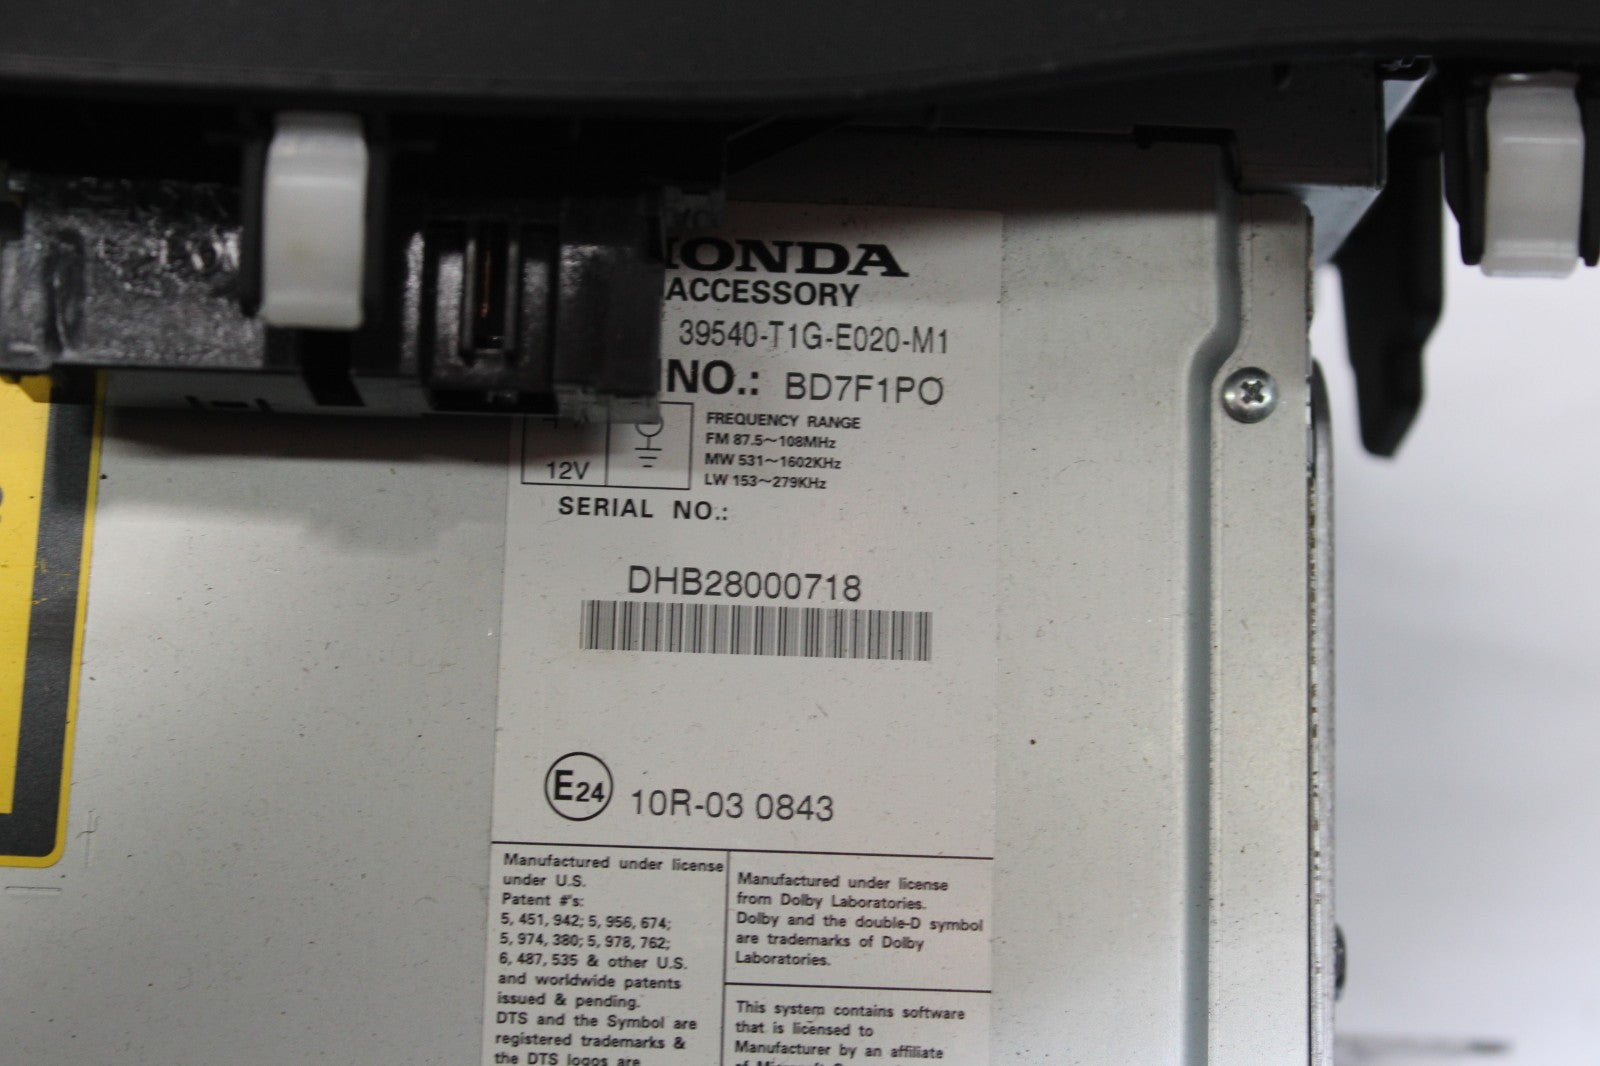 HONDA
ACCESSORY
39540-T1G-E020-M1
NO.: BD7F1PO
12V
FREQUENCY RANGE
FM 87.5~108MHz
MW 531~1602KHz
LW 153~279KHz
SERIAL NO.:
DHB28000718
E24 10R-03 0843
Manufactured under license
under U.S.
Patent #'s:
5, 451, 942; 5, 956, 674;
5, 974, 380; 5, 978, 762;
6, 487, 535 & other U.S.
and worldwide patents
issued & pending.
DTS and the Symbol are
registered trademarks &
the DTS logos are
Manufactured under license
from Dolby Laboratories.
Dolby and the double-D symbol
are trademarks of Dolby
Laboratories.
This system contains software
that is licensed to
Manufacturer by an affiliate